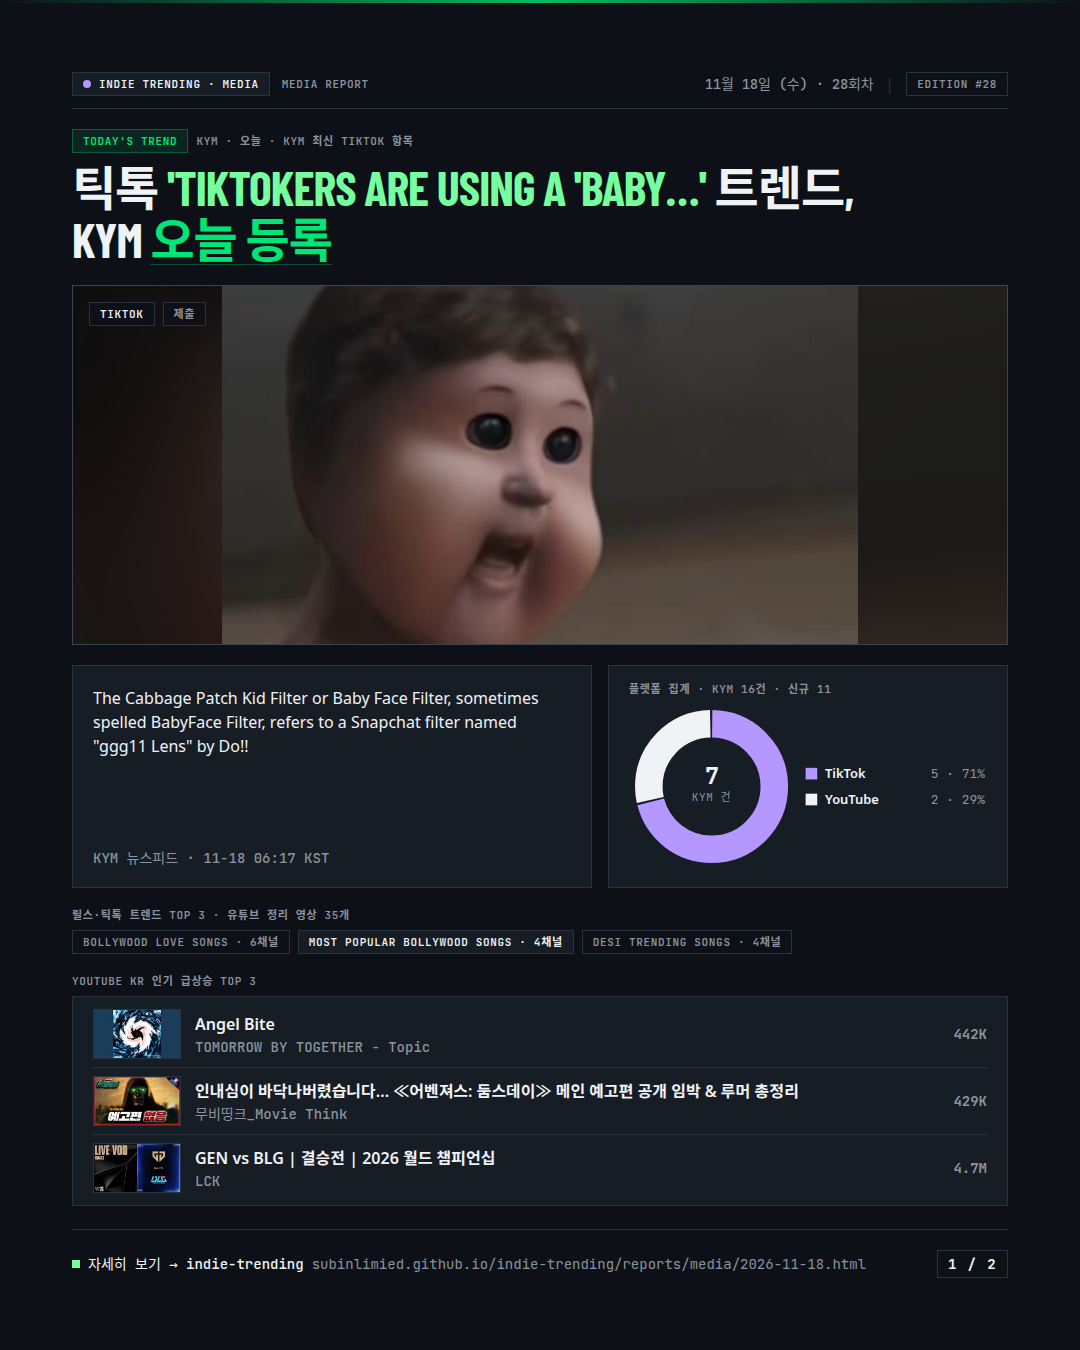 INDIE TRENDING · MEDIA MEDIA REPORT 11월 18일 (수) · 28회차 | EDITION #28
TODAY'S TREND KYM · 오늘 · KYM 최신 TIKTOK 항목
틱톡 'TIKTOKERS ARE USING A 'BABY…' 트렌드,
KYM 오늘 등록
TIKTOK 제출
The Cabbage Patch Kid Filter or Baby Face Filter, sometimes
spelled BabyFace Filter, refers to a Snapchat filter named
"ggg11 Lens" by Do!!
KYM 뉴스피드 · 11-18 06:17 KST
플랫폼 집계 · KYM 16건 · 신규 11
7
KYM 건
TikTok 5 · 71%
YouTube 2 · 29%
릴스·틱톡 트렌드 TOP 3 · 유튜브 정리 영상 35개
BOLLYWOOD LOVE SONGS · 6채널 MOST POPULAR BOLLYWOOD SONGS · 4채널 DESI TRENDING SONGS · 4채널
YOUTUBE KR 인기 급상승 TOP 3
Angel Bite
TOMORROW BY TOGETHER - Topic
442K
예고편 없음
인내심이 바닥나버렸습니다... ≪어벤져스: 둠스데이≫ 메인 예고편 공개 임박 & 루머 총정리
무비띵크_Movie Think
429K
LIVE VOD
GEN vs BLG | 결승전 | 2026 월드 챔피언십
LCK
4.7M
자세히 보기 → indie-trending subinlimied.github.io/indie-trending/reports/media/2026-11-18.html 1 / 2